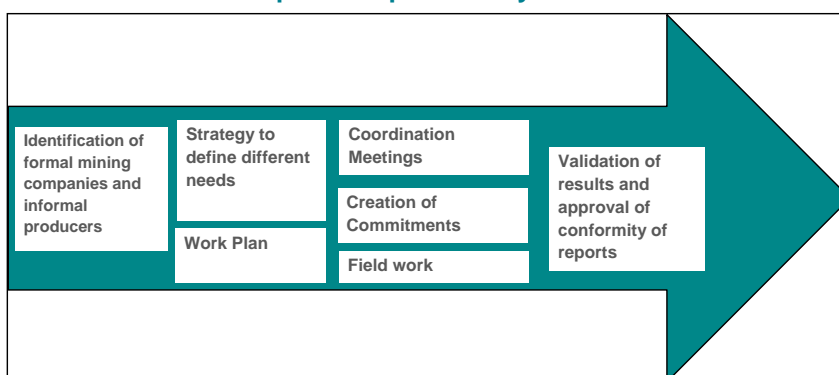 Identification of
formal mining
companies and
informal
producers
Strategy to
define different
needs
Work Plan
Coordination
Meetings
Creation of
Commitments
Field work
Validation of
results and
approval of
conformity of
reports